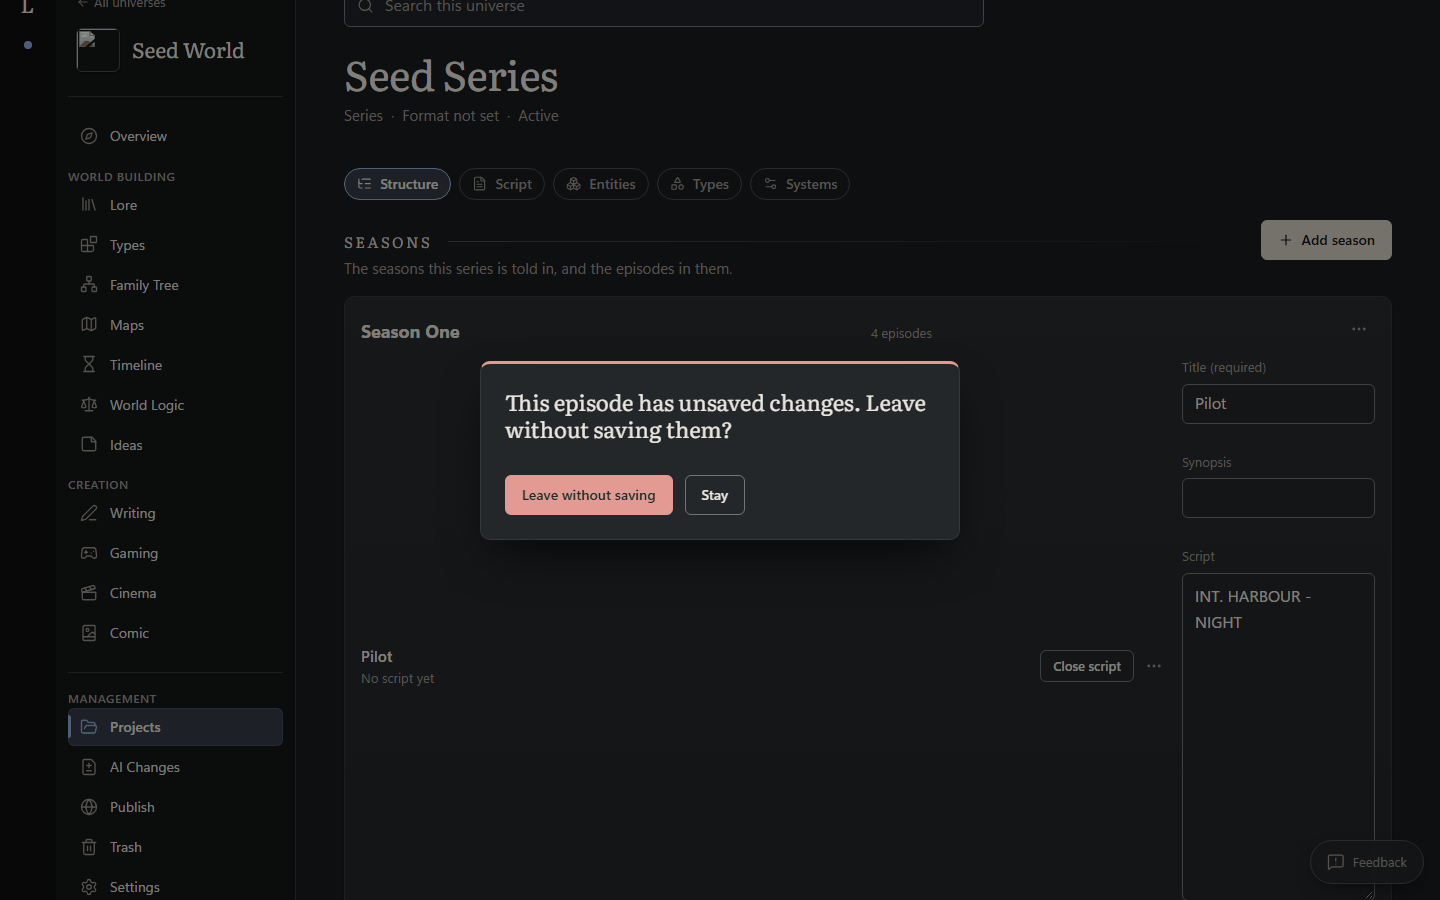 L
← All universes
Seed World
Overview
WORLD BUILDING
Lore
Types
Family Tree
Maps
Timeline
World Logic
Ideas
CREATION
Writing
Gaming
Cinema
Comic
MANAGEMENT
Projects
AI Changes
Publish
Trash
Settings
Search this universe
Seed Series
Series · Format not set · Active
Structure
Script
Entities
Types
Systems
SEASONS
The seasons this series is told in, and the episodes in them.
+ Add season
Season One
4 episodes
This episode has unsaved changes. Leave
without saving them?
Leave without saving
Stay
Pilot
No script yet
Close script
Title (required)
Pilot
Synopsis
Script
INT. HARBOUR -
NIGHT
Feedback